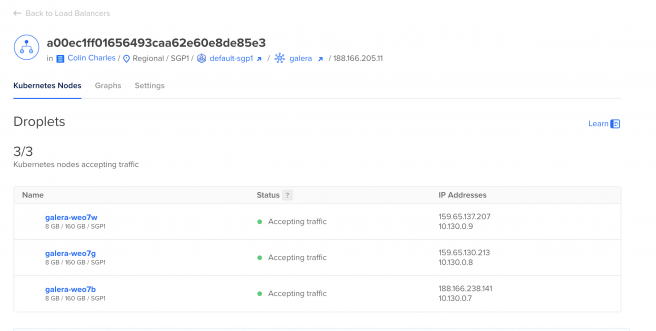 ← Back to Load Balancers
a00ec1ff01656493caa62e60e8de85e3
in Colin Charles / Regional / SGP1 / default-sgp1 ↗ / galera ↗ / 188.166.205.11
Kubernetes Nodes Graphs Settings
Droplets
Learn
3/3
Kubernetes nodes accepting traffic
Name Status ? IP Addresses
galera-weo7w
8 GB / 160 GB / SGP1
Accepting traffic
159.65.137.207
10.130.0.9
galera-weo7g
8 GB / 160 GB / SGP1
Accepting traffic
159.65.130.213
10.130.0.8
galera-weo7b
8 GB / 160 GB / SGP1
Accepting traffic
188.166.238.141
10.130.0.7